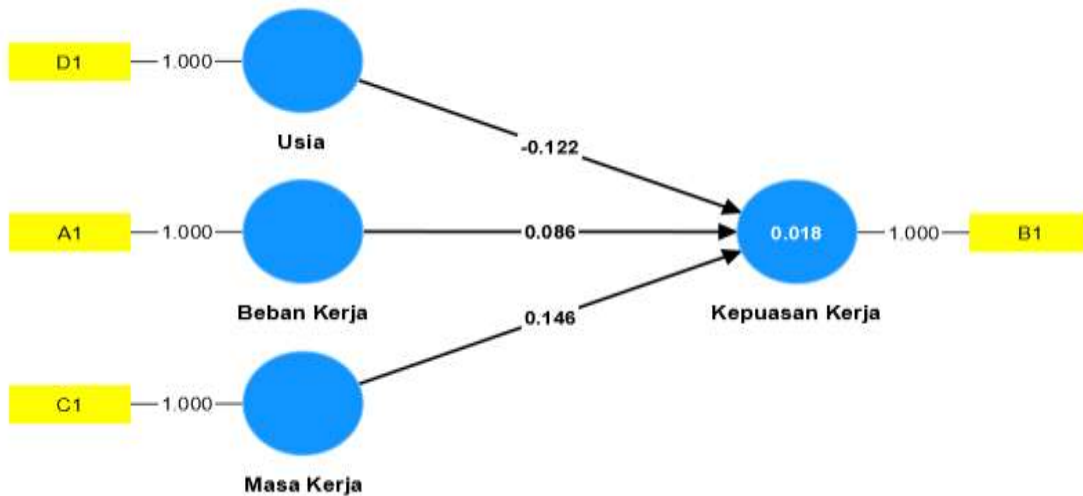 D1
1.000
Usia
-0.122
A1
1.000
Beban Kerja
0.086
0.018
Kepuasan Kerja
1.000
B1
C1
1.000
Masa Kerja
0.146